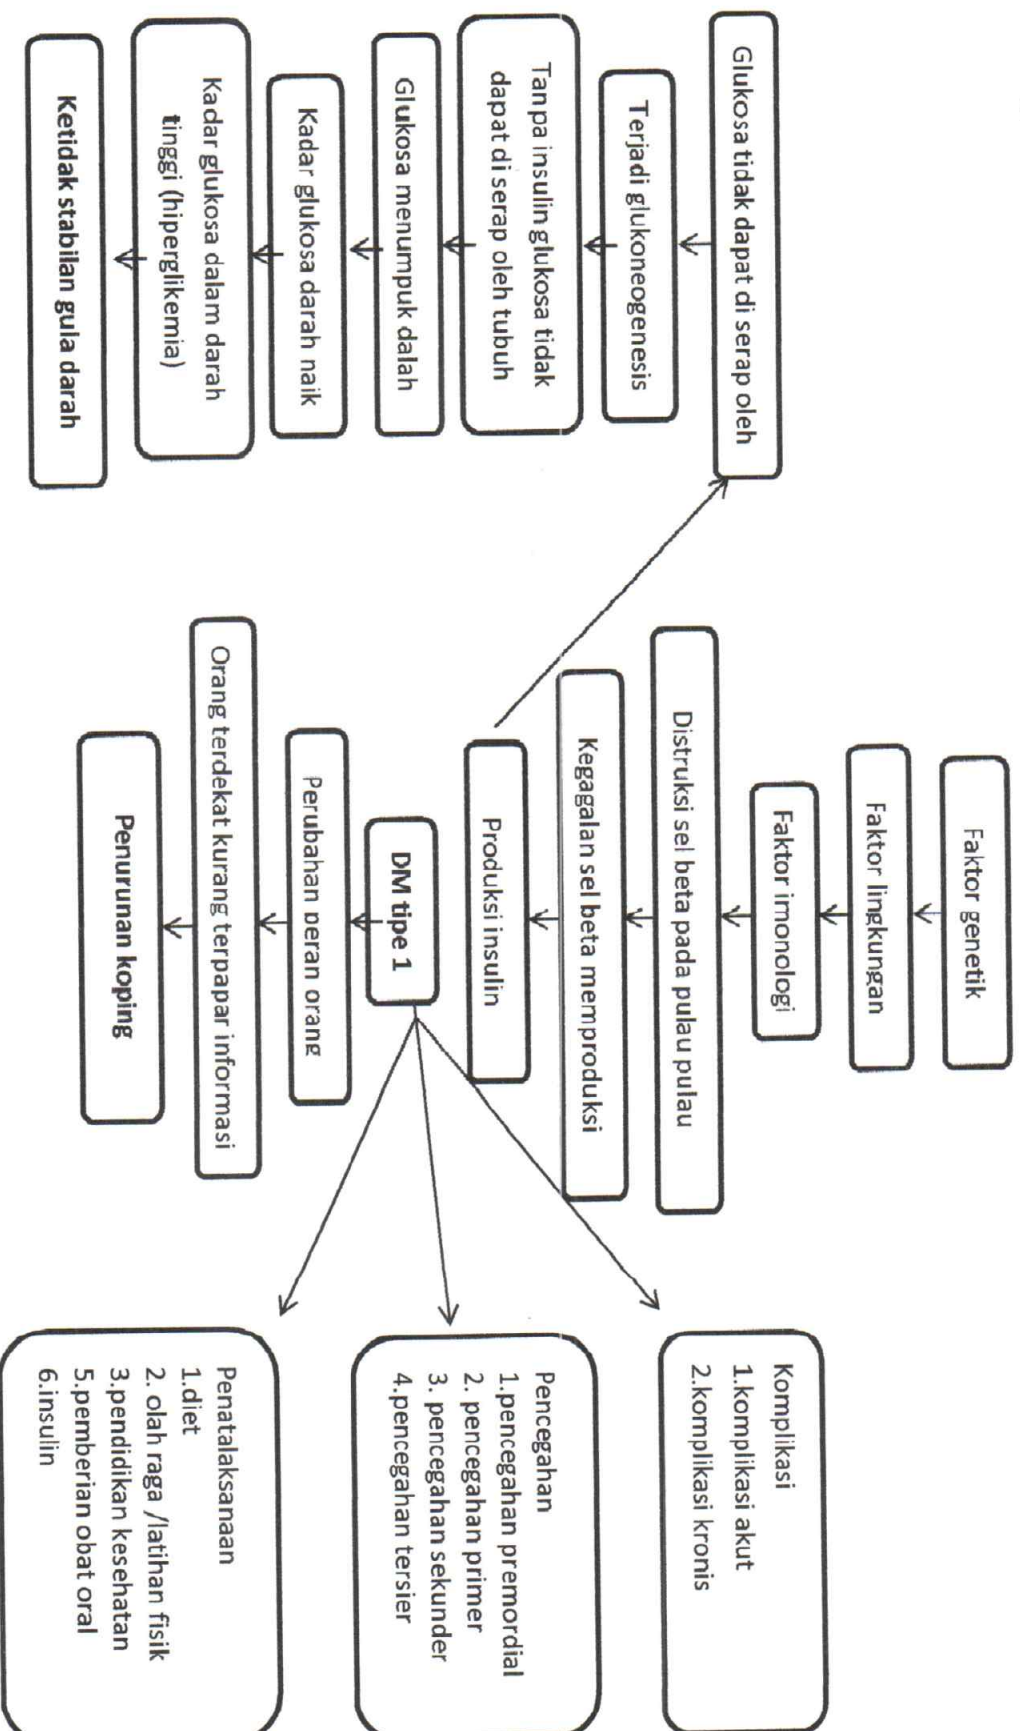 Faktor genetik
Faktor lingkungan
Faktor imonologi
Distruksi sel beta pada pulau pulau
Kegagalan sel beta memproduksi
Produksi insulin
DM tipe 1
Perubahan peran orang
Orang terdekat kurang terpapar informasi
Penurunan koping
Glukosa tidak dapat di serap oleh
Terjadi glukoneogenesis
Tanpa insulin glukosa tidak
dapat di serap oleh tubuh
Glukosa menumpuk dalah
Kadar glukosa darah naik
Kadar glukosa dalam darah
tinggi (hiperglikemia)
Ketidak stabilan gula darah
Komplikasi
1.komplikasi akut
2.komplikasi kronis
Pencegahan
1.pencegahan premordial
2. pencegahan primer
3. pencegahan sekunder
4.pencegahan tersier
Penatalaksanaan
1.diet
2. olah raga /latihan fisik
3.pendidikan kesehatan
5.pemberian obat oral
6.insulin